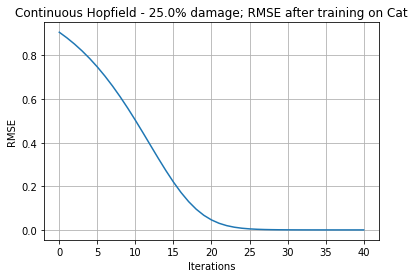 Continuous Hopfield - 25.0% damage; RMSE after training on Cat
RMSE
0.8
0.6
0.4
0.2
0.0
0 5 10 15 20 25 30 35 40
Iterations